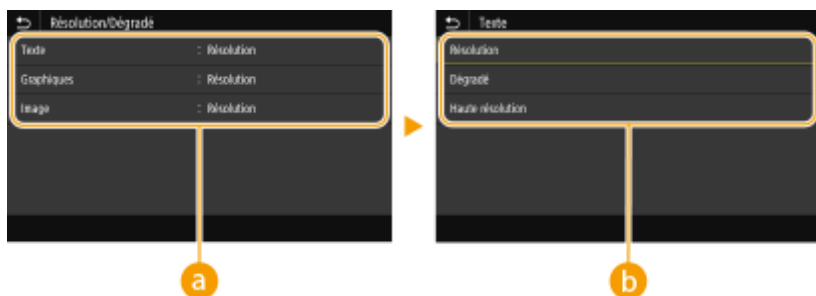 Résolution/Dégradé
Texte : Résolution
Graphiques : Résolution
Image : Résolution
a
Texte
Résolution
Dégradé
Haute résolution
b